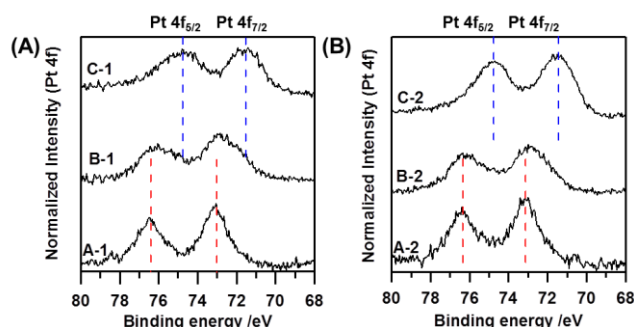 Pt 4f5/2 Pt 4f7/2
(A)
C-1
B-1
A-1
Normalized Intensity (Pt 4f)
80 78 76 74 72 70 68
Binding energy /eV
Pt 4f5/2 Pt 4f7/2
(B)
C-2
B-2
A-2
Normalized Intensity (Pt 4f)
80 78 76 74 72 70 68
Binding energy /eV